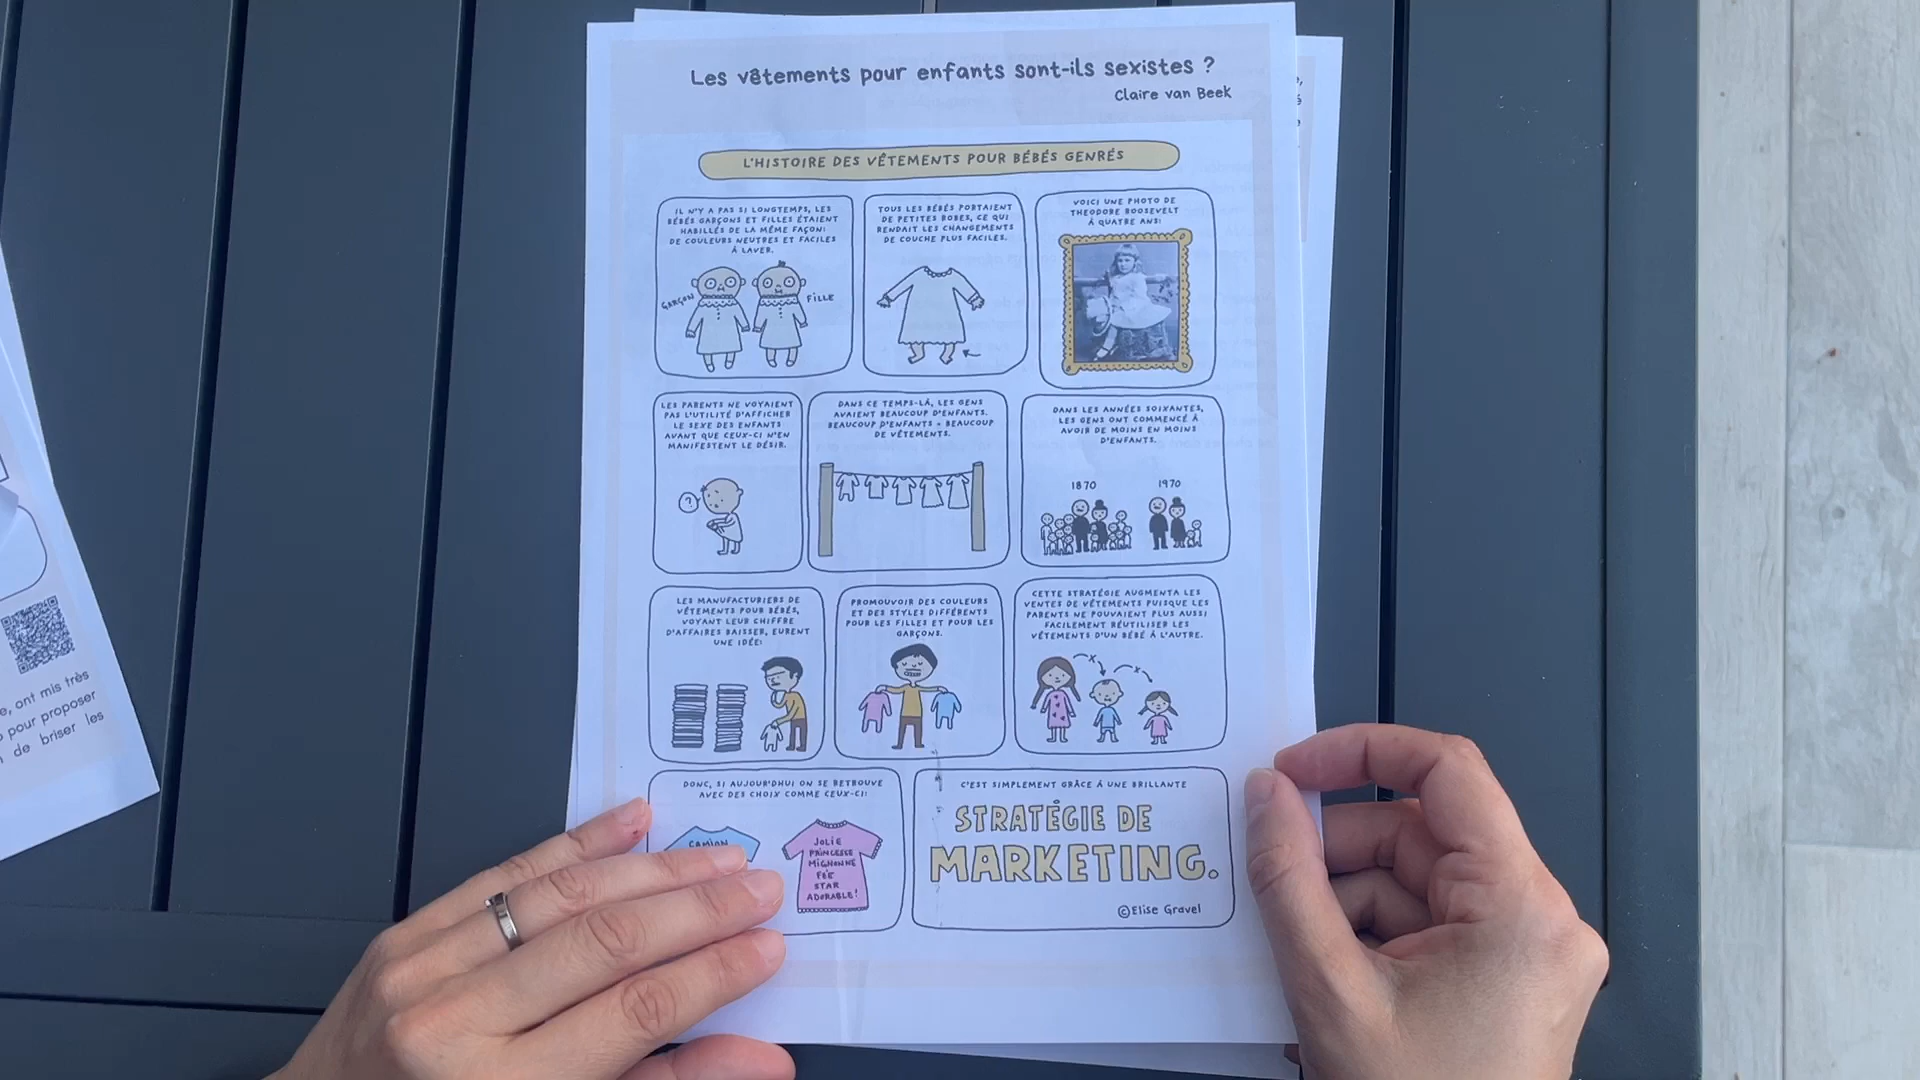 Les vêtements pour enfants sont-ils sexistes ?
Claire van Beek
L'HISTOIRE DES VÊTEMENTS POUR BÉBÉS GENRÉS
IL N'Y A PAS SI LONGTEMPS, LES
BÉBÉS GARÇONS ET FILLES ÉTAIENT
HABILLÉS DE LA MÊME FAÇON:
DE COULEURS NEUTRES ET FACILES
À LAVER.
GARÇON
FILLE
TOUS LES BÉBÉS PORTAIENT
DE PETITES ROBES, CE QUI
RENDAIT LES CHANGEMENTS
DE COUCHE PLUS FACILES.
VOICI UNE PHOTO DE
THEODORE ROOSEVELT
À QUATRE ANS:
LES PARENTS NE VOYAIENT
PAS L'UTILITÉ D'AFFICHER
LE SEXE DES ENFANTS
AVANT QUE CEUX-CI N'EN
MANIFESTENT LE DÉSIR.
?
DANS CE TEMPS-LÀ, LES GENS
AVAIENT BEAUCOUP D'ENFANTS.
BEAUCOUP D'ENFANTS = BEAUCOUP
DE VÊTEMENTS.
DANS LES ANNÉES SOIXANTES,
LES GENS ONT COMMENCÉ À
AVOIR DE MOINS EN MOINS
D'ENFANTS.
1870
1970
LES MANUFACTURIERS DE
VÊTEMENTS POUR BÉBÉS,
VOYANT LEUR CHIFFRE
D'AFFAIRES BAISSER, EURENT
UNE IDÉE:
PROMOUVOIR DES COULEURS
ET DES STYLES DIFFÉRENTS
POUR LES FILLES ET POUR LES
GARÇONS.
CETTE STRATÉGIE AUGMENTA LES
VENTES DE VÊTEMENTS PUISQUE LES
PARENTS NE POUVAIENT PLUS AUSSI
FACILEMENT RÉUTILISER LES
VÊTEMENTS D'UN BÉBÉ À L'AUTRE.
DONC, SI AUJOURD'HUI ON SE RETROUVE
AVEC DES CHOIX COMME CEUX-CI:
CAMION
JOLIE
PRINCESSE
MIGNONNE
FÉE
STAR
ADORABLE!
C'EST SIMPLEMENT GRÂCE À UNE BRILLANTE
STRATÉGIE DE
MARKETING.
©Elise Gravel
e, ont mis très
pour proposer
de briser les